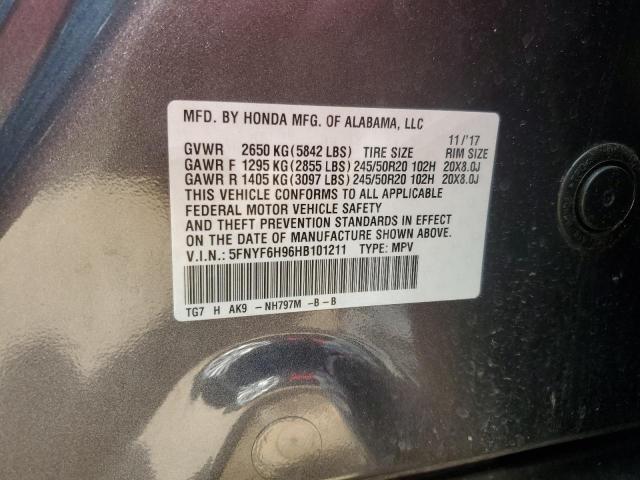 MFD. BY HONDA MFG. OF ALABAMA, LLC
11/'17
GVWR 2650 KG(5842 LBS) TIRE SIZE RIM SIZE
GAWR F 1295 KG(2855 LBS)245/50R20 102H 20X8.0J
GAWR R 1405 KG(3097 LBS)245/50R20 102H 20X8.0J
THIS VEHICLE CONFORMS TO ALL APPLICABLE
FEDERAL MOTOR VEHICLE SAFETY
AND THEFT PREVENTION STANDARDS IN EFFECT
ON THE DATE OF MANUFACTURE SHOWN ABOVE.
V.I.N.: 5FNYF6H96HB101211 TYPE: MPV
TG7 H AK9 -NH797M -B-B